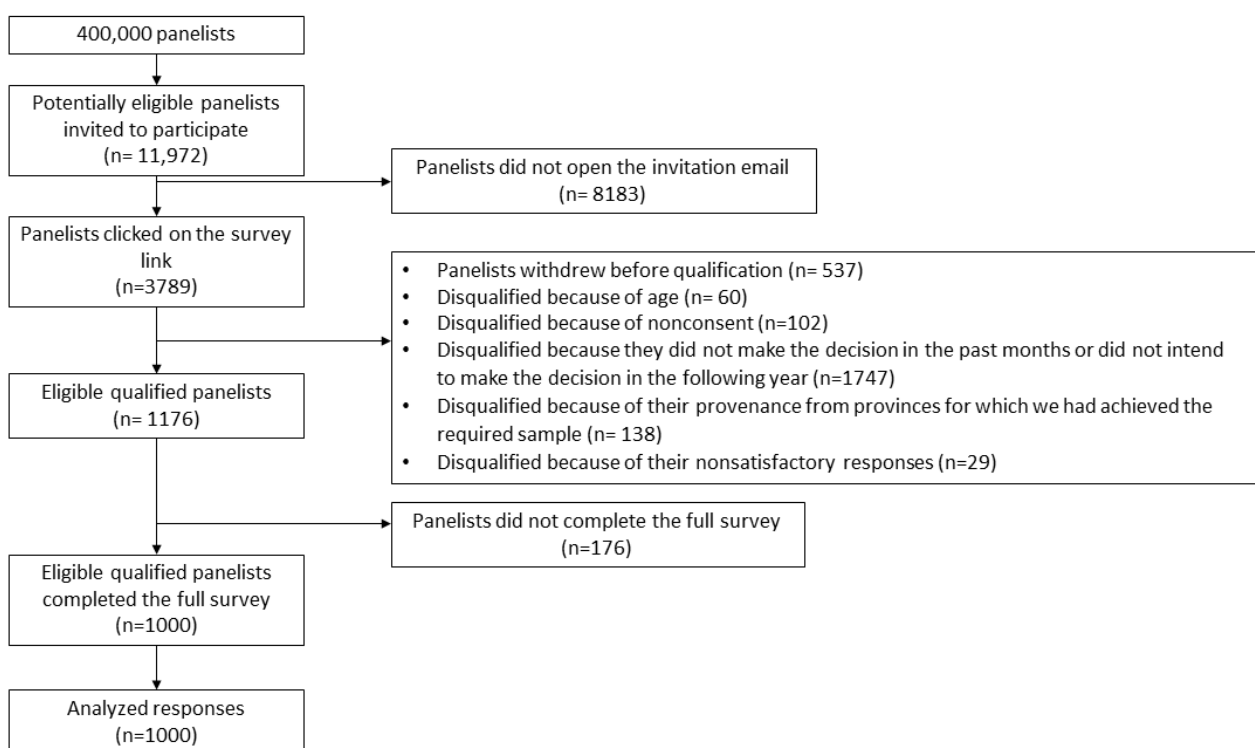 400,000 panelists
Potentially eligible panelists
invited to participate
(n= 11,972)
Panelists did not open the invitation email
(n= 8183)
Panelists clicked on the survey
link
(n=3789)
• Panelists withdrew before qualification (n= 537)
• Disqualified because of age (n= 60)
• Disqualified because of nonconsent (n=102)
• Disqualified because they did not make the decision in the past months or did not intend
to make the decision in the following year (n=1747)
• Disqualified because of their provenance from provinces for which we had achieved the
required sample (n= 138)
• Disqualified because of their nonsatisfactory responses (n=29)
Eligible qualified panelists
(n= 1176)
Panelists did not complete the full survey
(n=176)
Eligible qualified panelists
completed the full survey
(n=1000)
Analyzed responses
(n=1000)